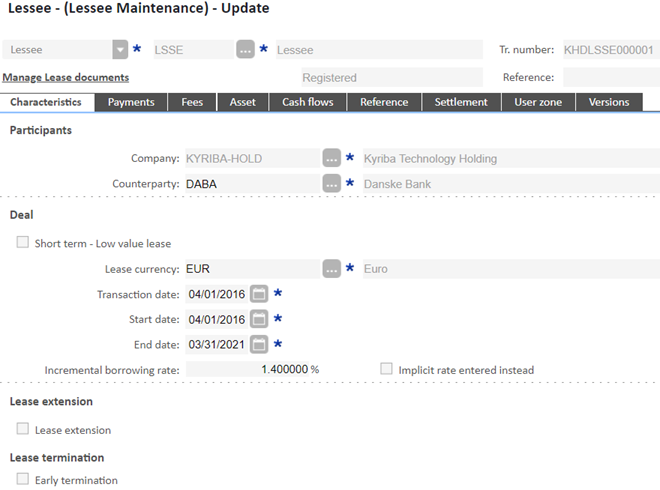 Lessee - (Lessee Maintenance) - Update
Lessee * LSSE ... * Lessee Tr. number: KHDLSSE000001
Manage Lease documents Registered Reference:
Characteristics Payments Fees Asset Cash flows Reference Settlement User zone Versions
Participants
Company: KYRIBA-HOLD ... * Kyriba Technology Holding
Counterparty: DABA ... * Danske Bank
Deal
Short term - Low value lease
Lease currency: EUR ... * Euro
Transaction date: 04/01/2016 *
Start date: 04/01/2016 *
End date: 03/31/2021 *
Incremental borrowing rate: 1.400000 % Implicit rate entered instead
Lease extension
Lease extension
Lease termination
Early termination